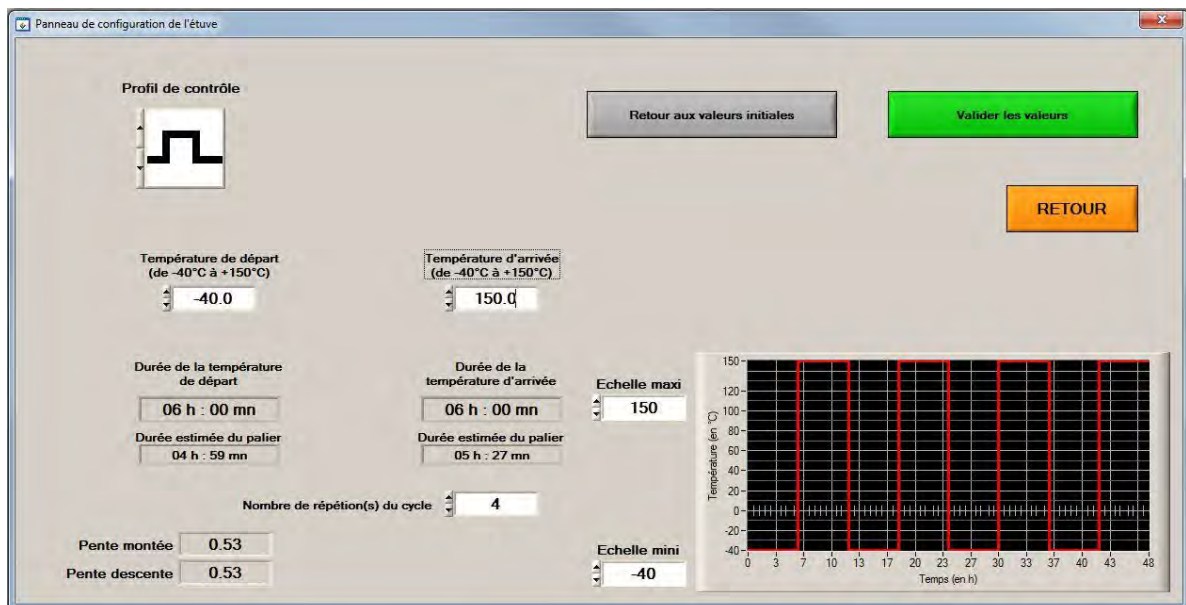 Panneau de configuration de l'étuve
Profil de contrôle
Retour aux valeurs initiales
Valider les valeurs
RETOUR
Température de départ
(de -40°C à +150°C)
-40.0
Température d'arrivée
(de -40°C à +150°C)
150.0
Durée de la température
de départ
06 h : 00 mn
Durée estimée du palier
04 h : 59 mn
Durée de la
température d'arrivée
06 h : 00 mn
Durée estimée du palier
05 h : 27 mn
Echelle maxi
150
Nombre de répétion(s) du cycle
4
Pente montée
0.53
Pente descente
0.53
Echelle mini
-40
Température (en °C)
150
120
100
80
60
40
20
0
-20
-40
0 3 7 10 13 17 20 23 27 30 33 37 40 43 48
Temps (en h)